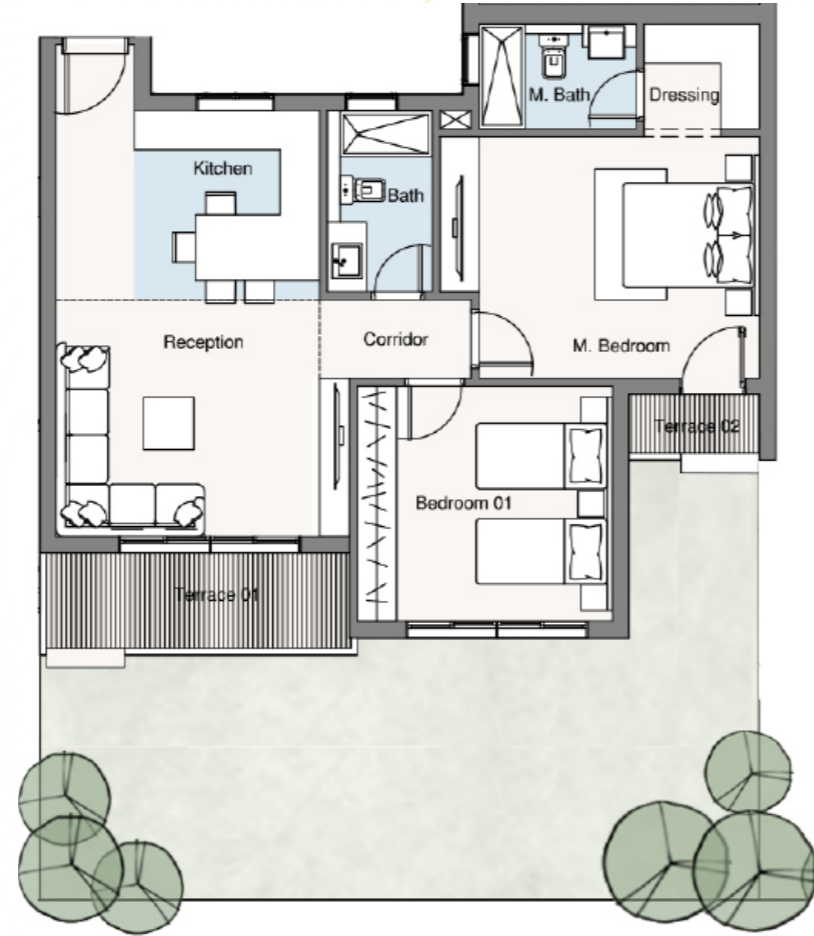 M. Bath
Dressing
Kitchen
Bath
Reception
Corridor
M. Bedroom
Terrace 02
Bedroom 01
Terrace 01